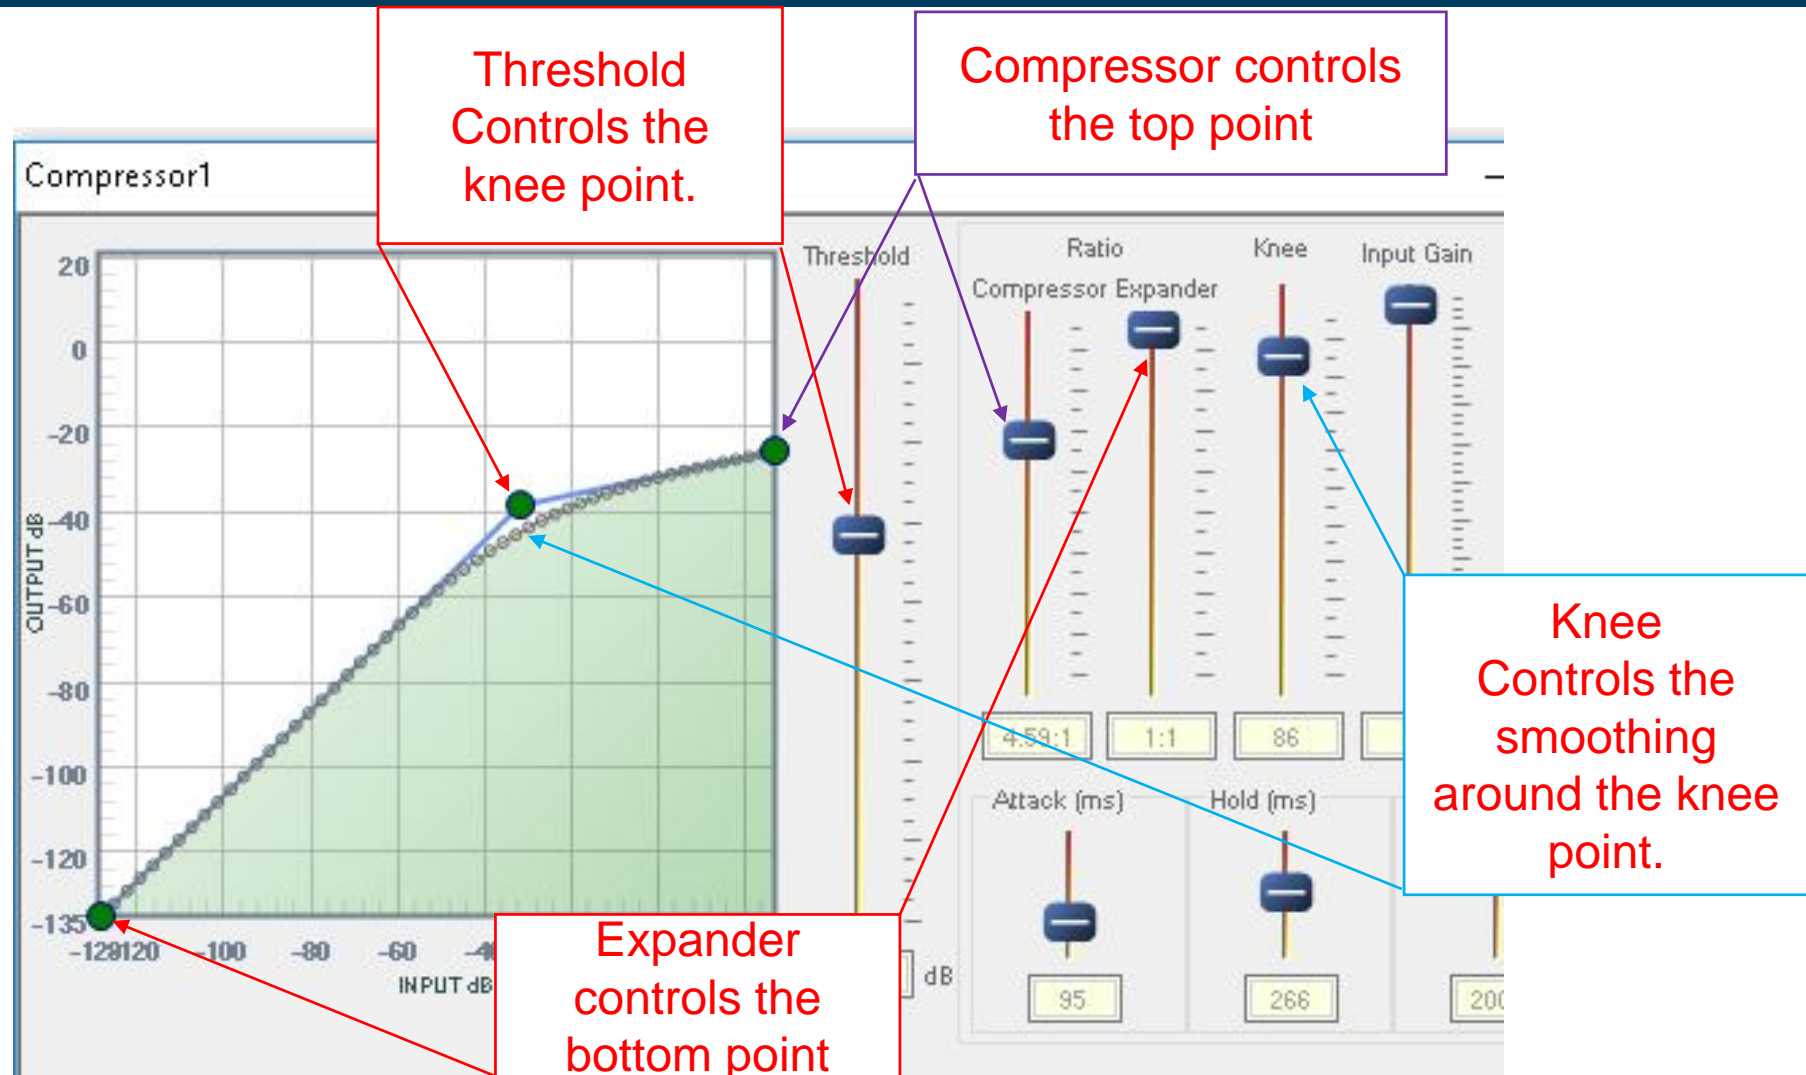 Threshold
Controls the
knee point.
Compressor controls
the top point
Compressor1
Threshold
Ratio
Knee
Input Gain
Compressor Expander
20
0
-20
-40
-60
-80
-100
-120
-135
OUTPUT dB
-129120 -100 -80 -60
INPUT dB
4.59:1
1:1
86
dB
Attack (ms)
Hold (ms)
95
266
200
Knee
Controls the
smoothing
around the knee
point.
Expander
controls the
bottom point